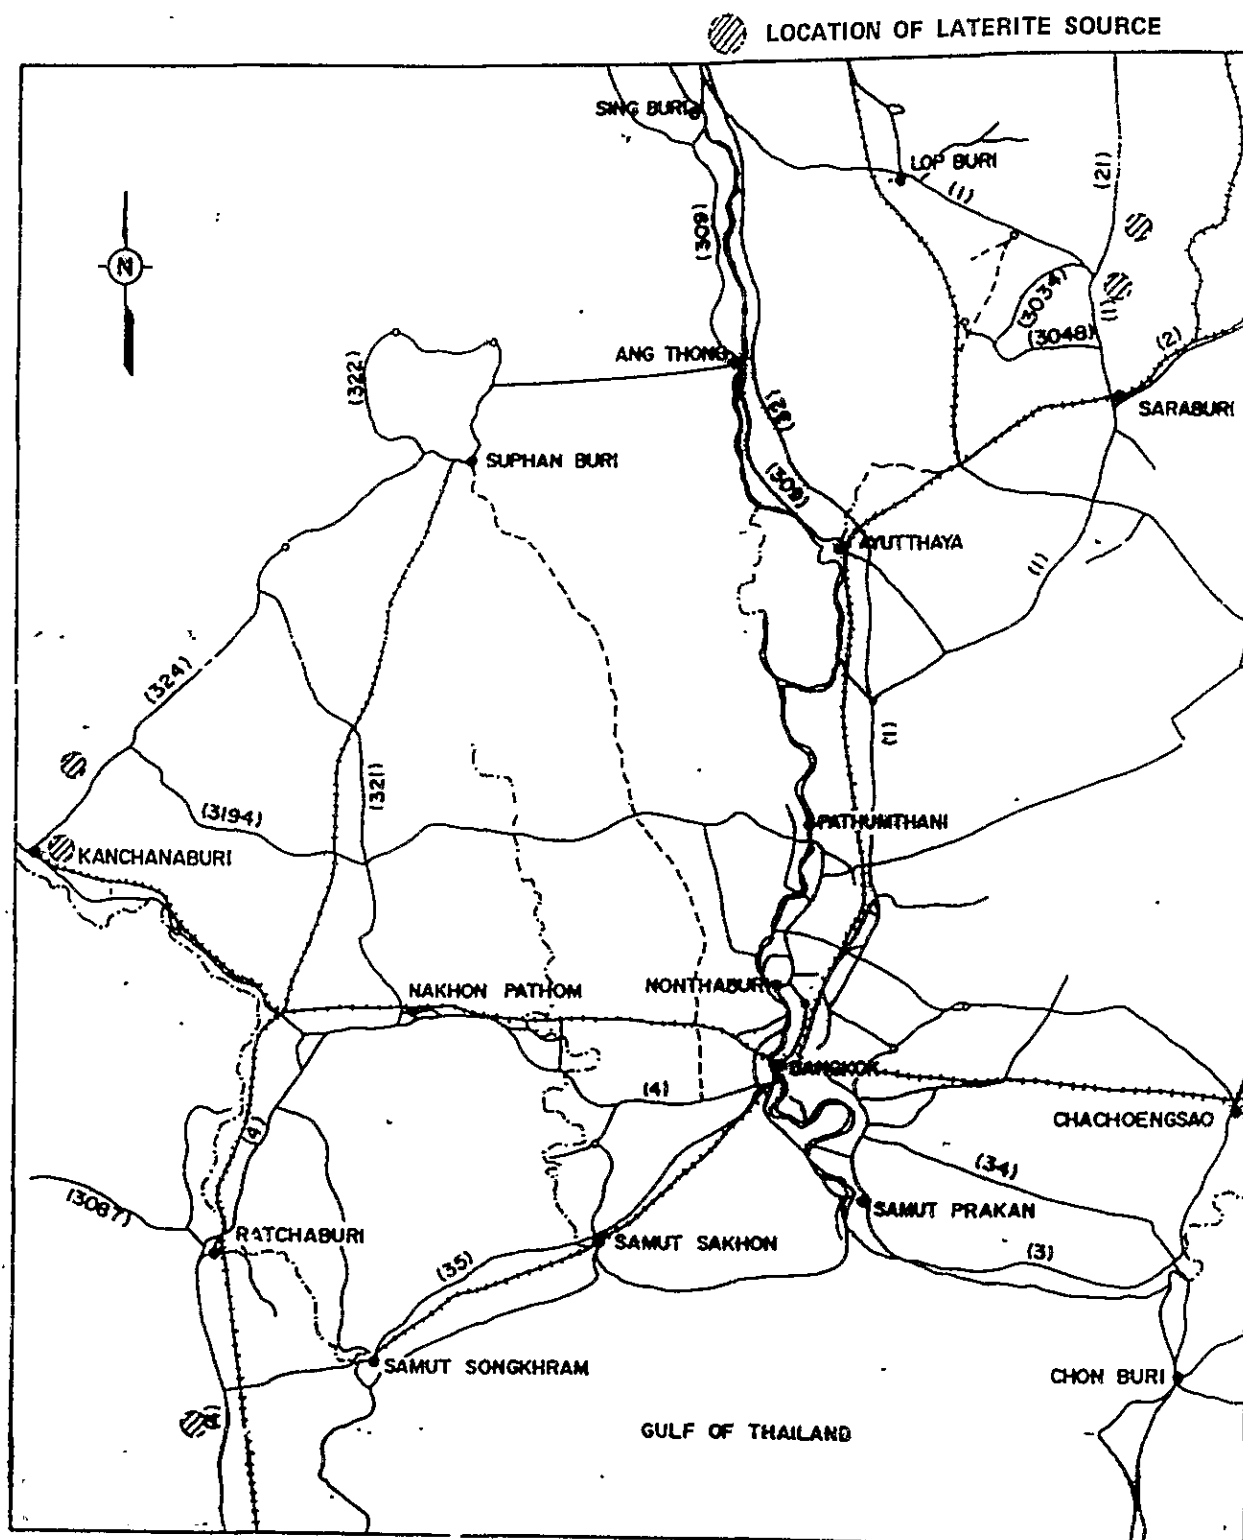 LOCATION OF LATERITE SOURCE
SING BURI
LOP BURI
(1)
(21)
(309)
N
(3034)
(1)
(3048)
(2)
ANG THONG
(322)
SARABURI
(32)
SUPHAN BURI
(309)
AYUTTHAYA
(1)
(324)
(1)
(321)
(3194)
PATHUMTHANI
KANCHANABURI
NAKHON PATHOM
NONTHABURI
BANGKOK
(4)
CHACHOENGSAO
(4)
(34)
(3087)
SAMUT PRAKAN
RATCHABURI
SAMUT SAKHON
(3)
(35)
SAMUT SONGKHRAM
CHON BURI
GULF OF THAILAND